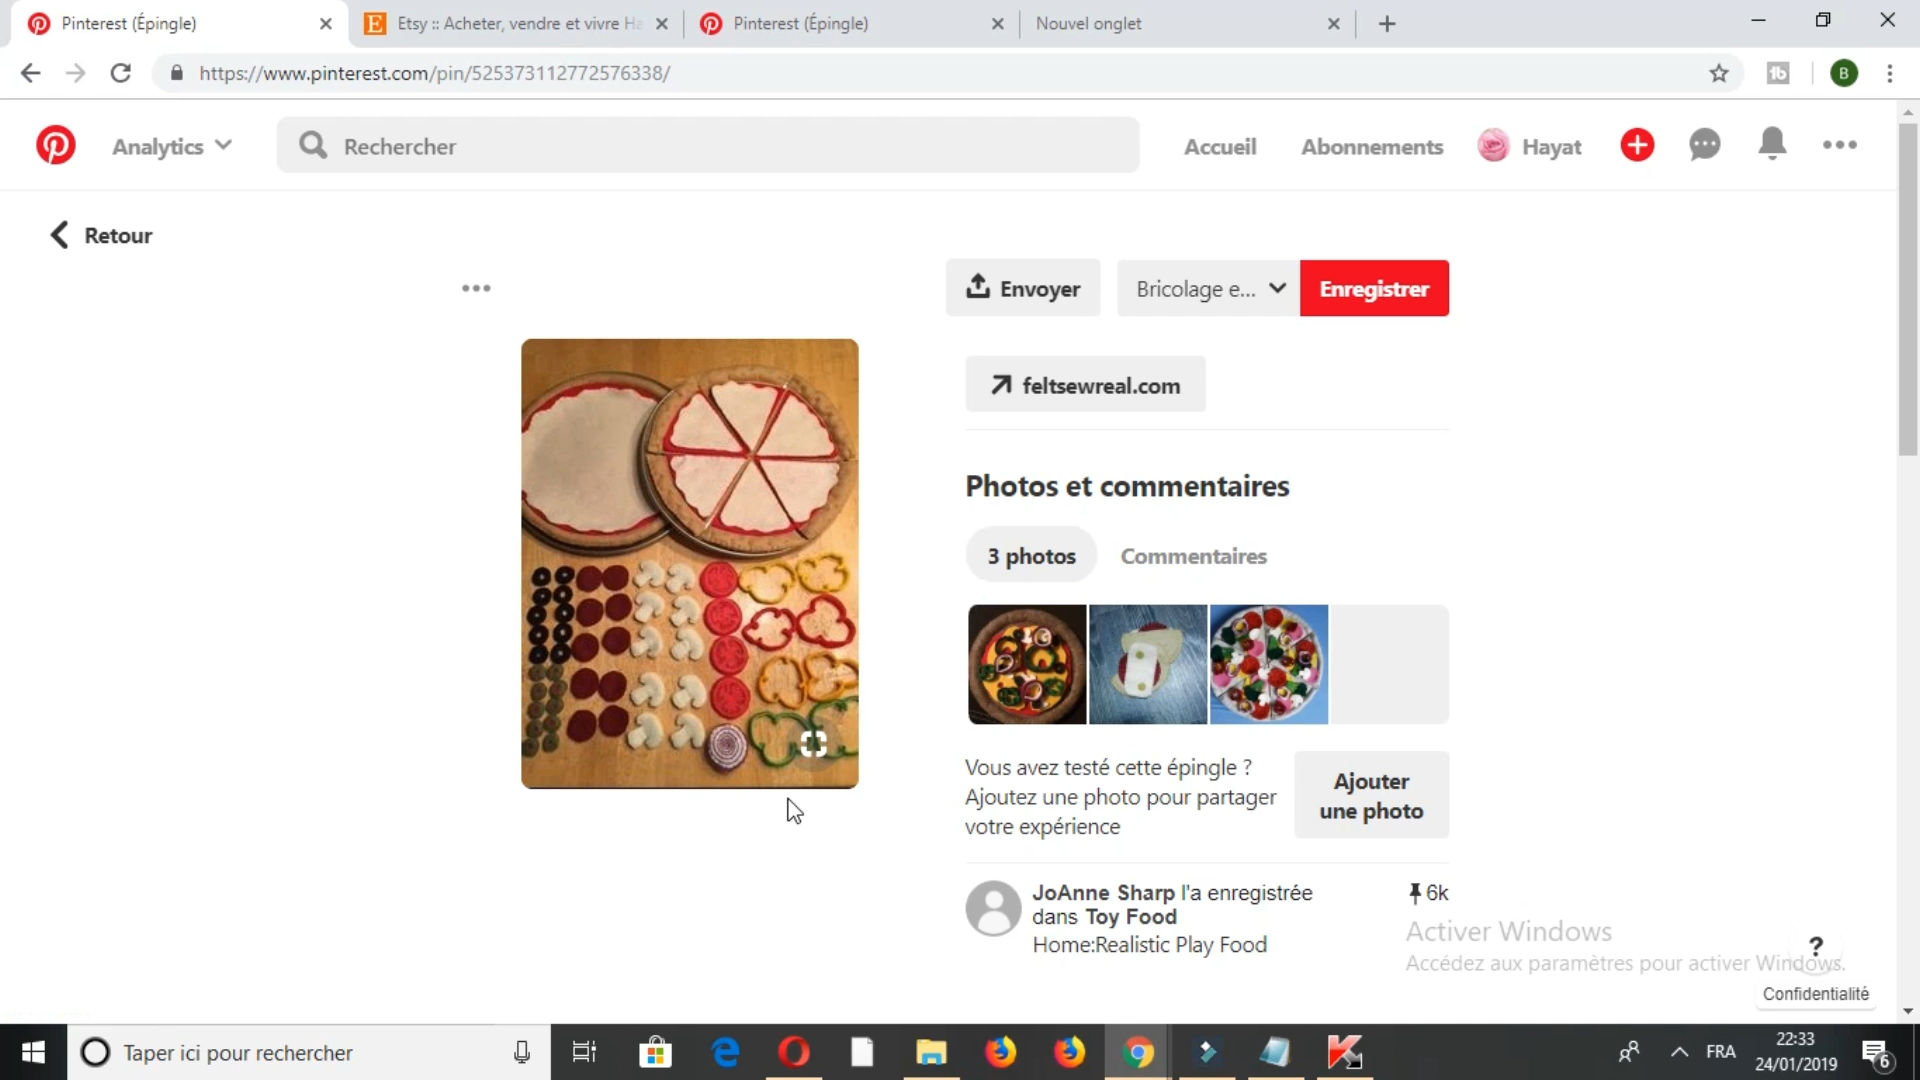 Pinterest (Épingle)
Etsy :: Acheter, vendre et vivre Ha
Pinterest (Épingle)
Nouvel onglet
https://www.pinterest.com/pin/525373112772576338/
B
Analytics
Rechercher
Accueil
Abonnements
Hayat
Retour
Envoyer
Bricolage e...
Enregistrer
feltsewreal.com
Photos et commentaires
3 photos
Commentaires
Vous avez testé cette épingle ?
Ajoutez une photo pour partager
votre expérience
Ajouter
une photo
JoAnne Sharp l'a enregistrée
dans Toy Food
Home:Realistic Play Food
6k
Activer Windows
Accédez aux paramètres pour activer Windows.
?
Confidentialité
Taper ici pour rechercher
FRA
22:33
24/01/2019
6